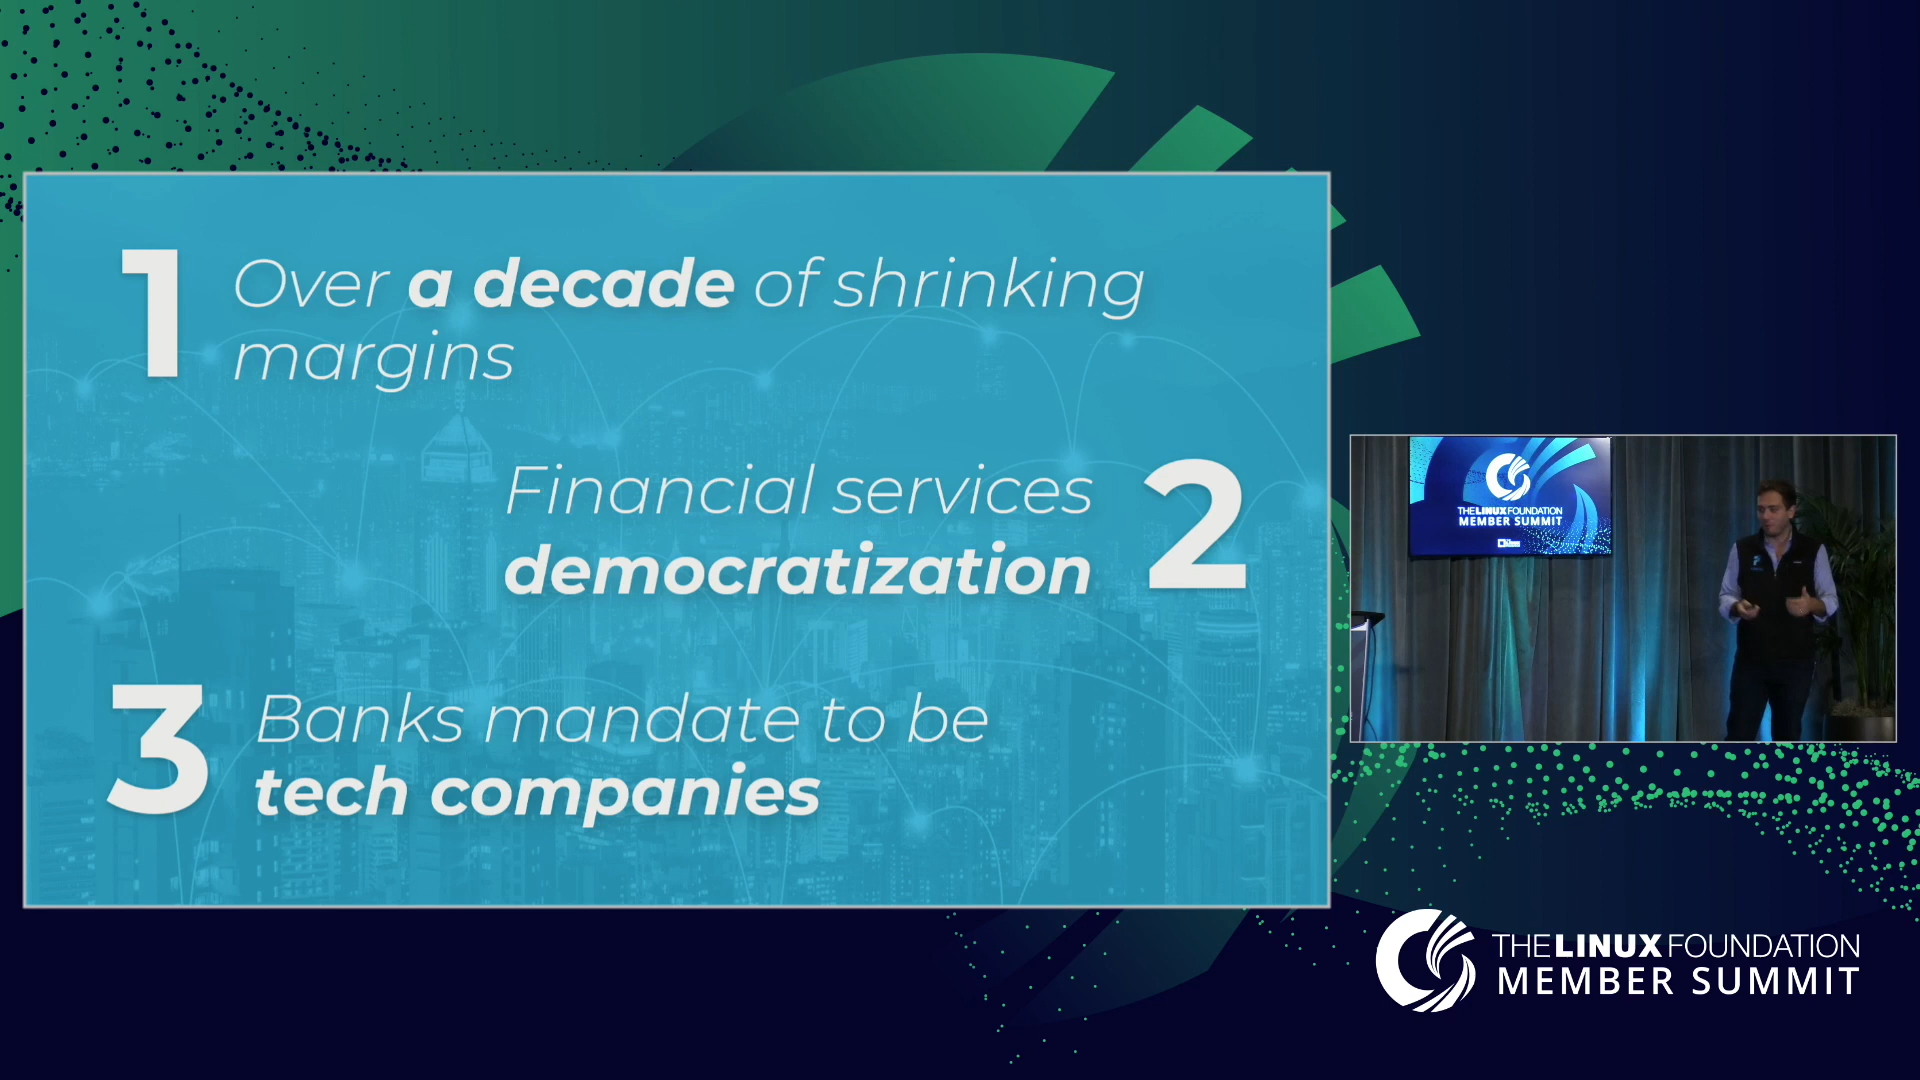 1
Over a decade of shrinking
margins
Financial services
democratization
2
3
Banks mandate to be
tech companies
THE LINUX FOUNDATION
MEMBER SUMMIT
THE LINUX FOUNDATION
MEMBER SUMMIT